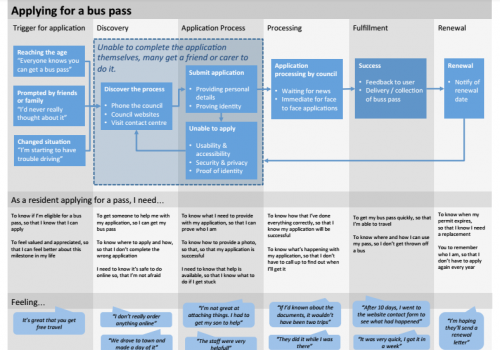 Applying for a bus pass
Trigger for application
Discovery
Application Process
Processing
Fulfillment
Renewal
Reaching the age
"Everyone knows you
can get a bus pass"
Prompted by friends
or family
"I'd never really
thought about it"
Changed situation
"I'm starting to have
trouble driving"
Unable to complete the application
themselves, many get a friend or carer to
do it.
Discover the process
• Phone the council
• Council websites
• Visit contact centre
Submit application
• Providing personal
details
• Proving identity
Unable to apply
• Usability &
accessibility
• Security & privacy
• Proof of identity
Application
processing by council
• Waiting for news
• Immediate for face
to face applications
Success
• Feedback to user
• Delivery / collection
of buss pass
Renewal
• Notify of
renewal
date
As a resident applying for a pass, I need…
To know if I'm eligible for a bus
pass, so that I know that I can
apply
To feel valued and appreciated, so
that I can feel better about this
milestone in my life
To get someone to help me with
my application, so I can get my
bus pass
To know where to apply and how,
so that I don't complete the
wrong application
I need to know that it's safe to do
online so, that I'm not afraid
To know what I need to provide
with my application, so that I can
prove who I am
To know how to provide a photo,
so that, so that my application is
successful
I need to know that help is
available, so that I know what to
do if I get stuck
To know how that I've done
everything correctly, so that I
know my application will be
successful
To know what's happening with
my application, so that I don't
have to call up to find out when
I'll get it
To get my bus pass quickly, so that
I'm able to travel
To know where and how I can use
my pass, so I don't get thrown off a
bus
To know when my
permit expires,
so that I know I need
a replacement
You to remember
who I am, so that I
don't have to apply
again every year
Feeling…
It's great that you get
free travel
"I don't really order
anything online"
"We drove to town and
made a day of it"
"I'm not great at
attaching things. I had to
get my son to help"
"The staff were very
helpful!"
"If I'd known about the
documents, it wouldn't
have been two trips"
"They did it while I was
there"
"After 10 days, I went to
the website contact form to
see what had happened"
"It was very quick, I got it in a
week"
"I'm hoping
they'll send a
renewal
letter"